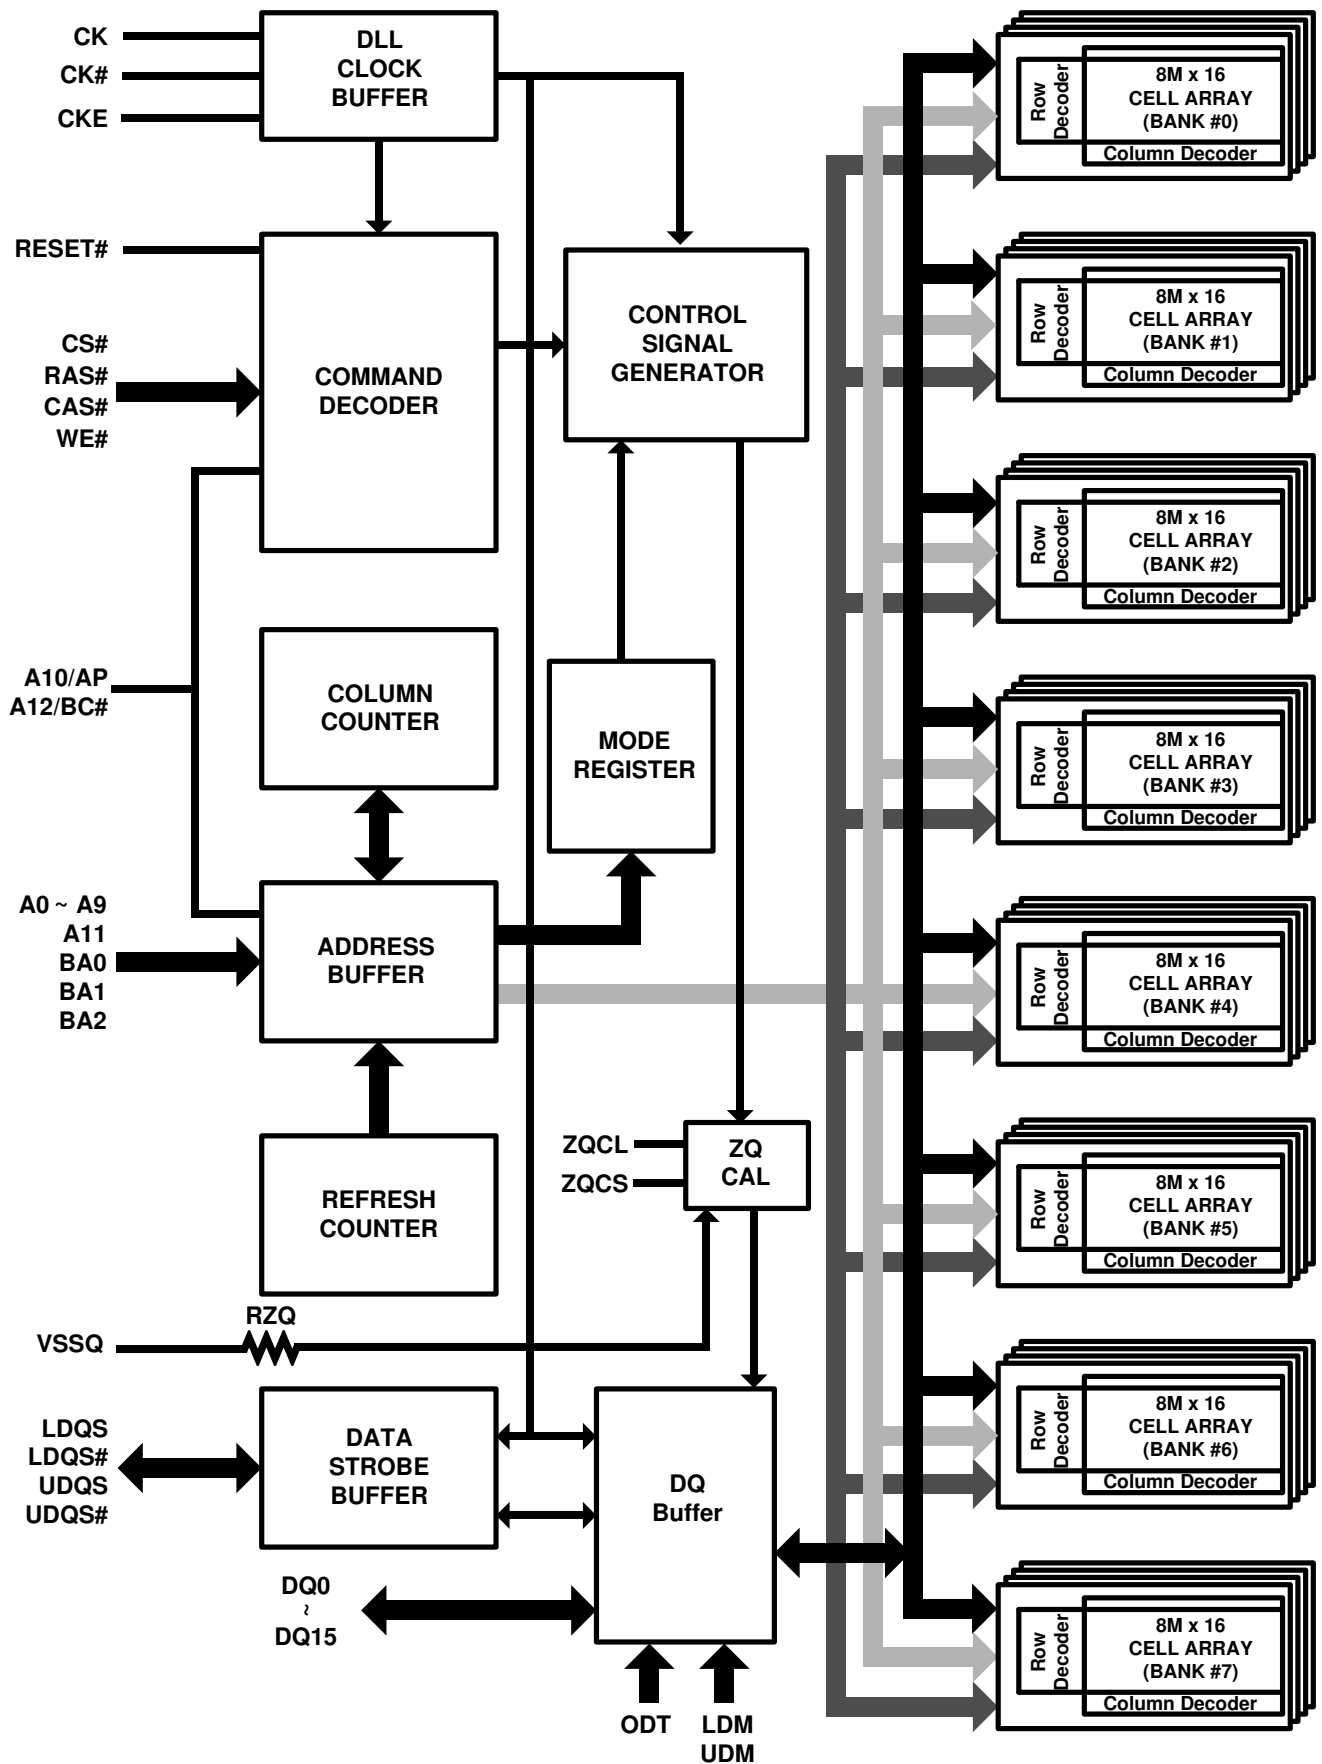 CK
CK#
CKE
DLL
CLOCK
BUFFER
RESET#
CS#
RAS#
CAS#
WE#
COMMAND
DECODER
CONTROL
SIGNAL
GENERATOR
A10/AP
A12/BC#
COLUMN
COUNTER
MODE
REGISTER
A0 ~ A9
A11
BA0
BA1
BA2
ADDRESS
BUFFER
REFRESH
COUNTER
ZQCL
ZQCS
ZQ
CAL
RZQ
VSSQ
LDQS
LDQS#
UDQS
UDQS#
DATA
STROBE
BUFFER
DQ
Buffer
DQ0
~
DQ15
ODT
LDM
UDM
Row
Decoder
8M x 16
CELL ARRAY
(BANK #0)
Column Decoder
Row
Decoder
8M x 16
CELL ARRAY
(BANK #1)
Column Decoder
Row
Decoder
8M x 16
CELL ARRAY
(BANK #2)
Column Decoder
Row
Decoder
8M x 16
CELL ARRAY
(BANK #3)
Column Decoder
Row
Decoder
8M x 16
CELL ARRAY
(BANK #4)
Column Decoder
Row
Decoder
8M x 16
CELL ARRAY
(BANK #5)
Column Decoder
Row
Decoder
8M x 16
CELL ARRAY
(BANK #6)
Column Decoder
Row
Decoder
8M x 16
CELL ARRAY
(BANK #7)
Column Decoder